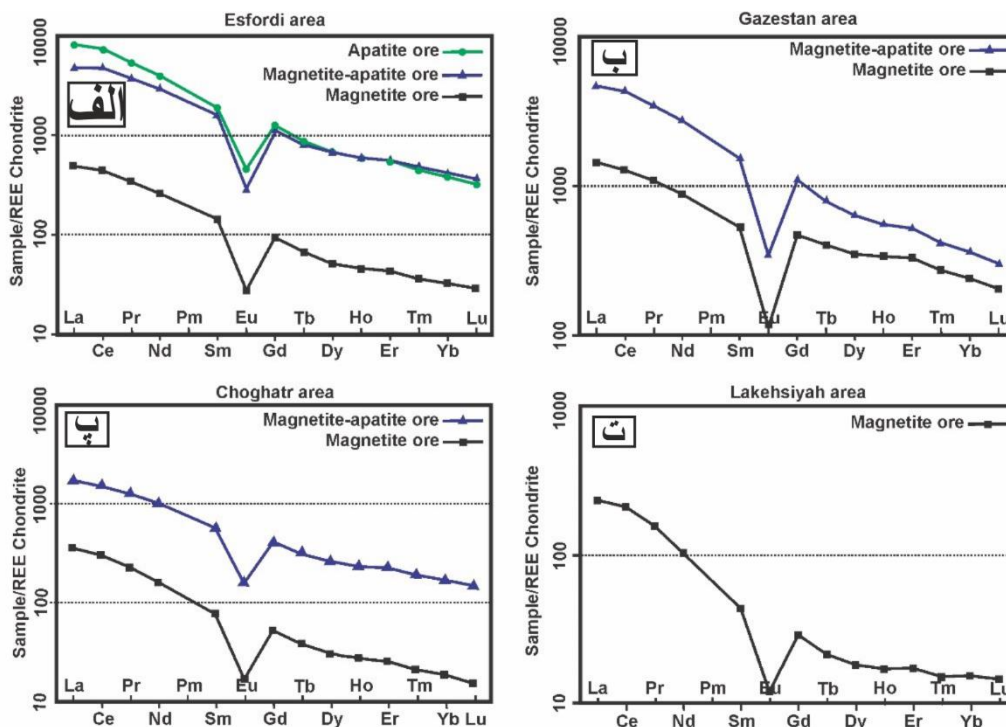 Esfordi area
الف
Apatite ore
Magnetite-apatite ore
Magnetite ore
Sample/REE Chondrite
10000
1000
100
10
La Pr Pm Eu Tb Ho Tm Lu
Ce Nd Sm Gd Dy Er Yb
Gazestan area
ب
Magnetite-apatite ore
Magnetite ore
Sample/REE Chondrite
10000
1000
100
La Pr Pm Eu Tb Ho Tm Lu
Ce Nd Sm Gd Dy Er Yb
Choghatr area
پ
Magnetite-apatite ore
Magnetite ore
Sample/REE Chondrite
10000
1000
100
10
La Pr Pm Eu Tb Ho Tm
Ce Nd Sm Gd Dy Er Yb Lu
Lakehsiyah area
ت
Magnetite ore
Sample/REE Chondrite
1000
100
10
La Pr Pm Eu Tb Ho Tm Lu
Ce Nd Sm Gd Dy Er Yb